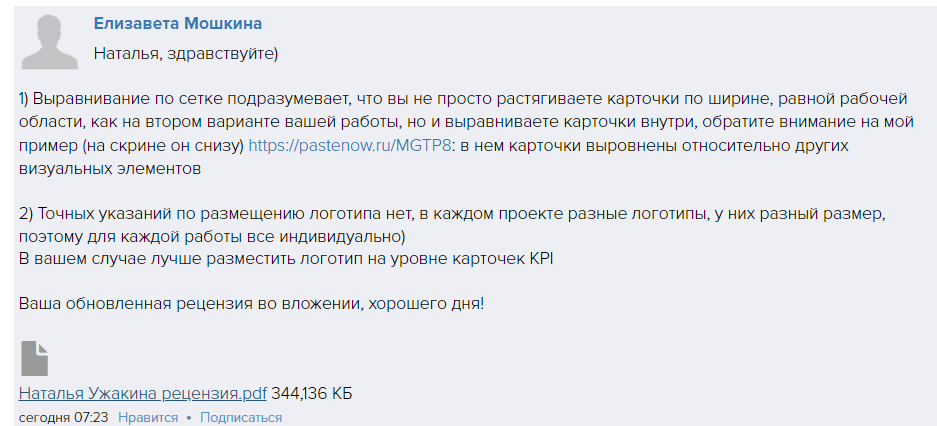 Елизавета Мошкина
Наталья, здравствуйте)
1) Выравнивание по сетке подразумевает, что вы не просто растягиваете карточки по ширине, равной рабочей
области, как на втором варианте вашей работы, но и выравниваете карточки внутри, обратите внимание на мой
пример (на скрине он снизу) https://pastenow.ru/MGTP8: в нем карточки выровнены относительно других
визуальных элементов
2) Точных указаний по размещению логотипа нет, в каждом проекте разные логотипы, у них разный размер,
поэтому для каждой работы все индивидуально)
В вашем случае лучше разместить логотип на уровне карточек KPI
Ваша обновленная рецензия во вложении, хорошего дня!
Наталья Ужакина рецензия.pdf 344,136 КБ
сегодня 07:23 Нравится • Подписаться